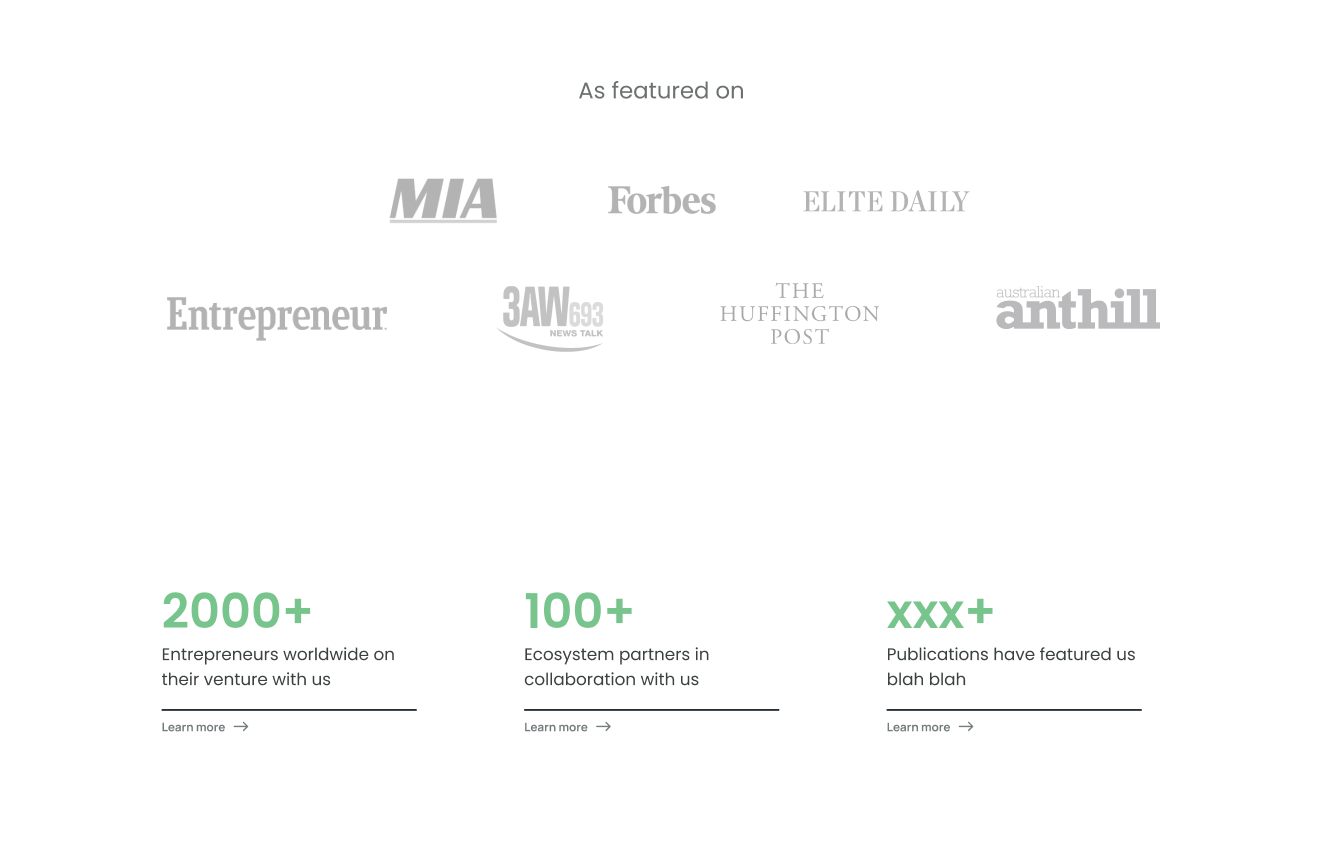 As featured on
MIA
Forbes
ELITE DAILY
Entrepreneur
3AW 693
NEWS TALK
THE
HUFFINGTON
POST
australian
anthill
2000+
Entrepreneurs worldwide on
their venture with us
Learn more →
100+
Ecosystem partners in
collaboration with us
Learn more →
xxx+
Publications have featured us
blah blah
Learn more →